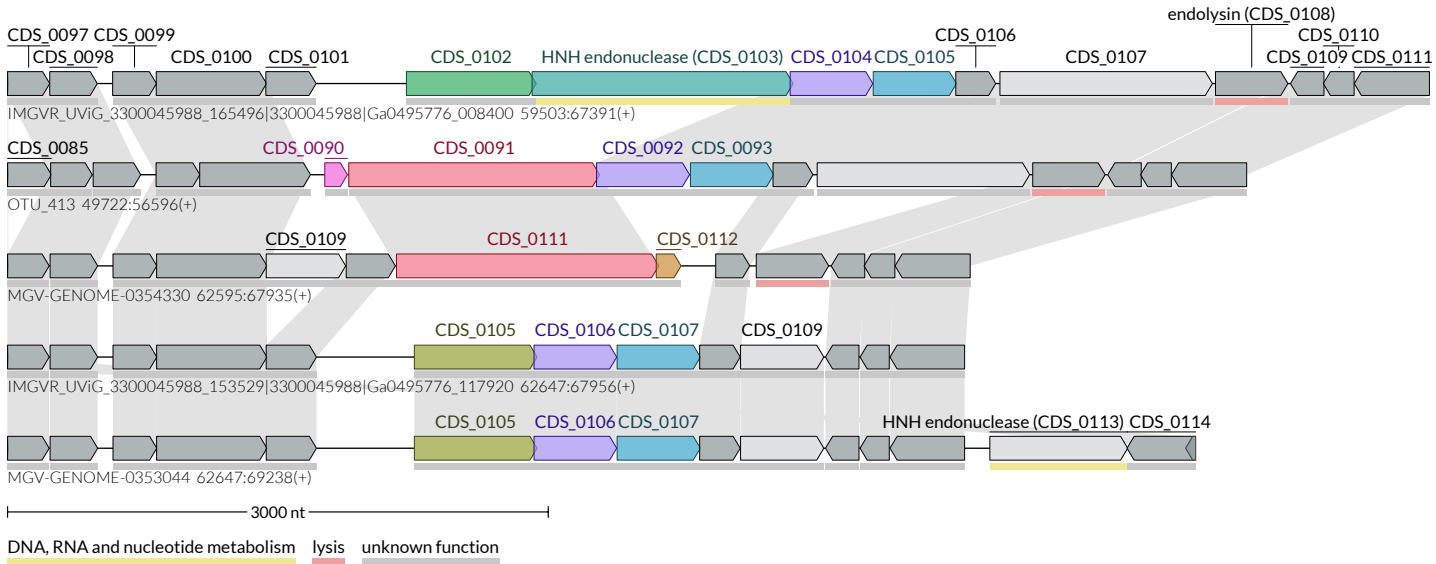 endolysin (CDS_0108)
CDS_0097 CDS_0099 CDS_0106 CDS_0110
CDS_0098 CDS_0100 CDS_0101 CDS_0102 HNH endonuclease (CDS_0103) CDS_0104 CDS_0105 CDS_0107 CDS_0109 CDS_0111
IMGVR_UViG_3300045988_165496|3300045988|Ga0495776_008400 59503:67391(+)
CDS_0085 CDS_0090 CDS_0091 CDS_0092 CDS_0093
OTU_413 49722:56596(+)
CDS_0109 CDS_0111 CDS_0112
MGV-GENOME-0354330 62595:67935(+)
CDS_0105 CDS_0106 CDS_0107 CDS_0109
IMGVR_UViG_3300045988_153529|3300045988|Ga0495776_117920 62647:67956(+)
CDS_0105 CDS_0106 CDS_0107 HNH endonuclease (CDS_0113) CDS_0114
MGV-GENOME-0353044 62647:69238(+)
3000 nt
DNA, RNA and nucleotide metabolism lysis unknown function